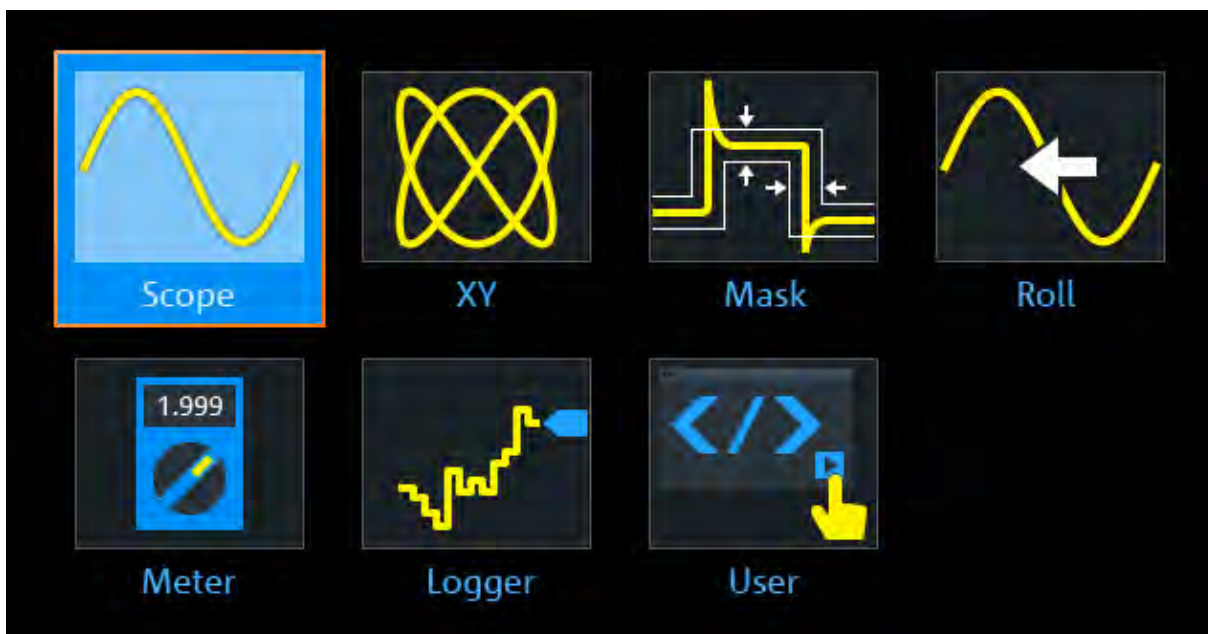 Scope
XY
Mask
Roll
1.999
</>
Meter
Logger
User